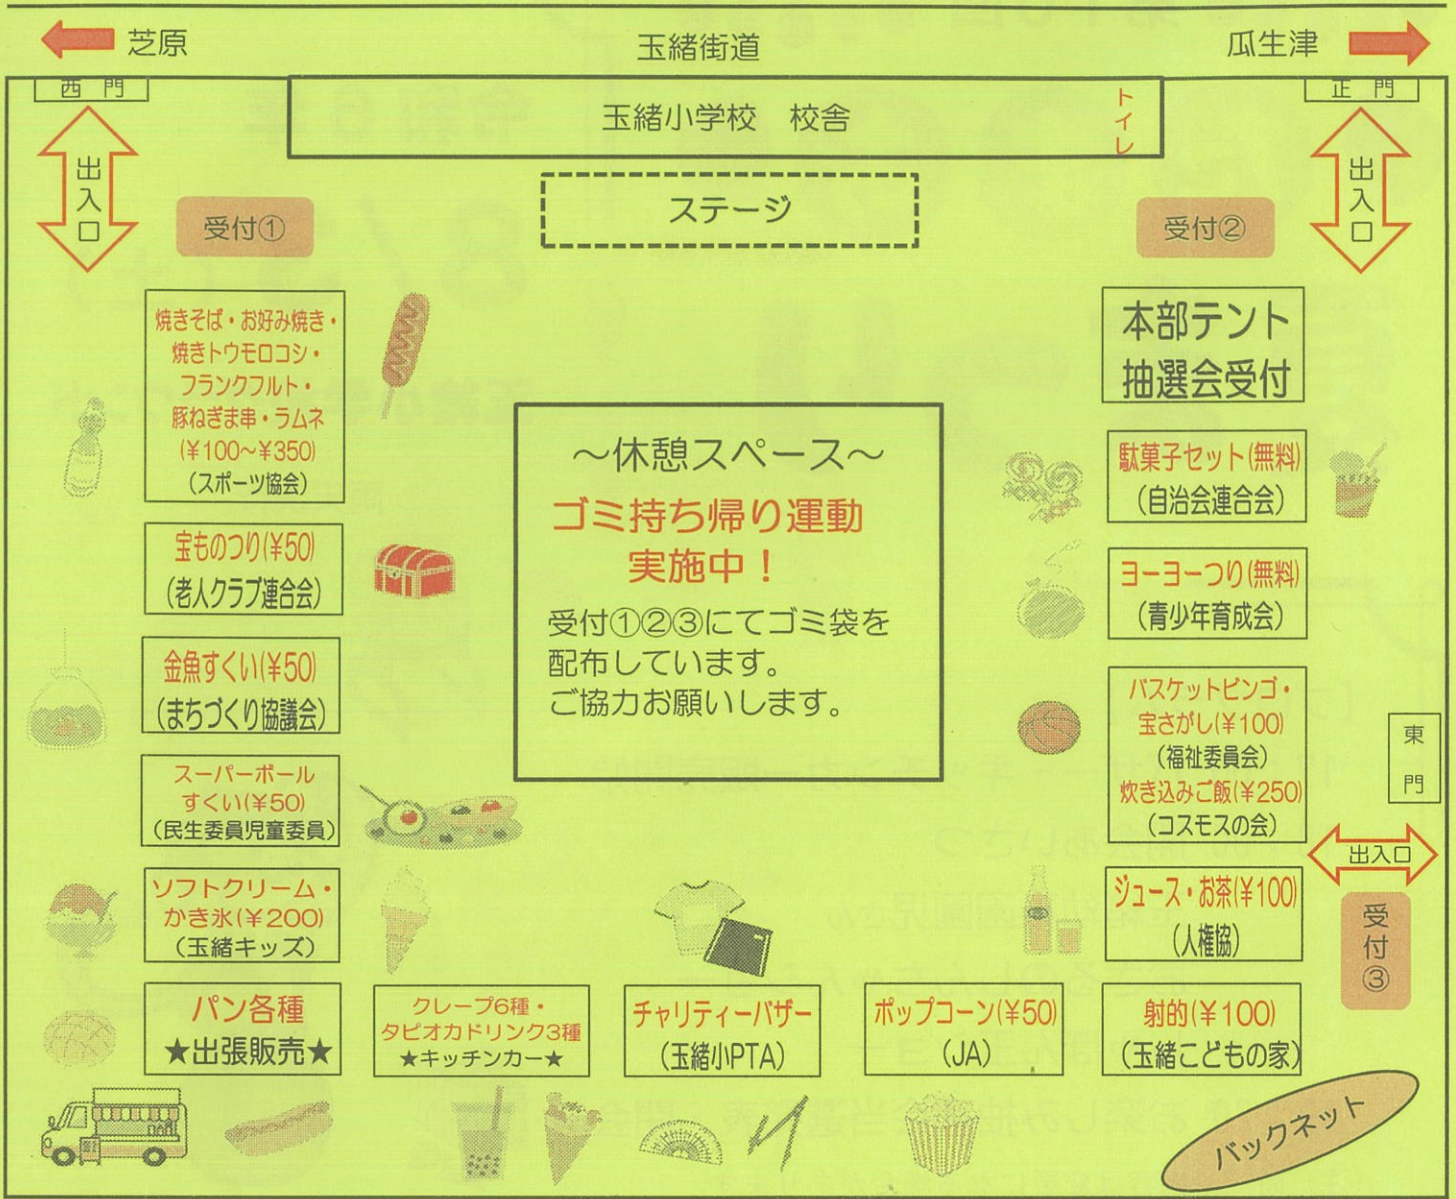 芝原
玉緒街道
瓜生津
西 門
正 門
玉緒小学校 校舎
トイレ
出入口
出入口
ステージ
受付①
受付②
焼きそば・お好み焼き・
焼きトウモロコシ・
フランクフルト・
豚ねぎま串・ラムネ
(¥100～¥350)
(スポーツ協会)
宝ものつり(¥50)
(老人クラブ連合会)
金魚すくい(¥50)
(まちづくり協議会)
スーパーボール
すくい(¥50)
(民生委員児童委員)
ソフトクリーム・
かき氷(¥200)
(玉緒キッズ)
パン各種
★出張販売★
～休憩スペース～
ゴミ持ち帰り運動
実施中！
受付①②③にてゴミ袋を
配布しています。
ご協力お願いします。
本部テント
抽選会受付
駄菓子セット(無料)
(自治会連合会)
ヨーヨーつり(無料)
(青少年育成会)
バスケットビンゴ・
宝さがし(¥100)
(福祉委員会)
炊き込みご飯(¥250)
(コスモスの会)
東門
出入口
ジュース・お茶(¥100)
(人権協)
受付③
クレープ6種・
タピオカドリンク3種
★キッチンカー★
チャリティーバザー
(玉緒小PTA)
ポップコーン(¥50)
(JA)
射的(¥100)
(玉緒こどもの家)
バックネット